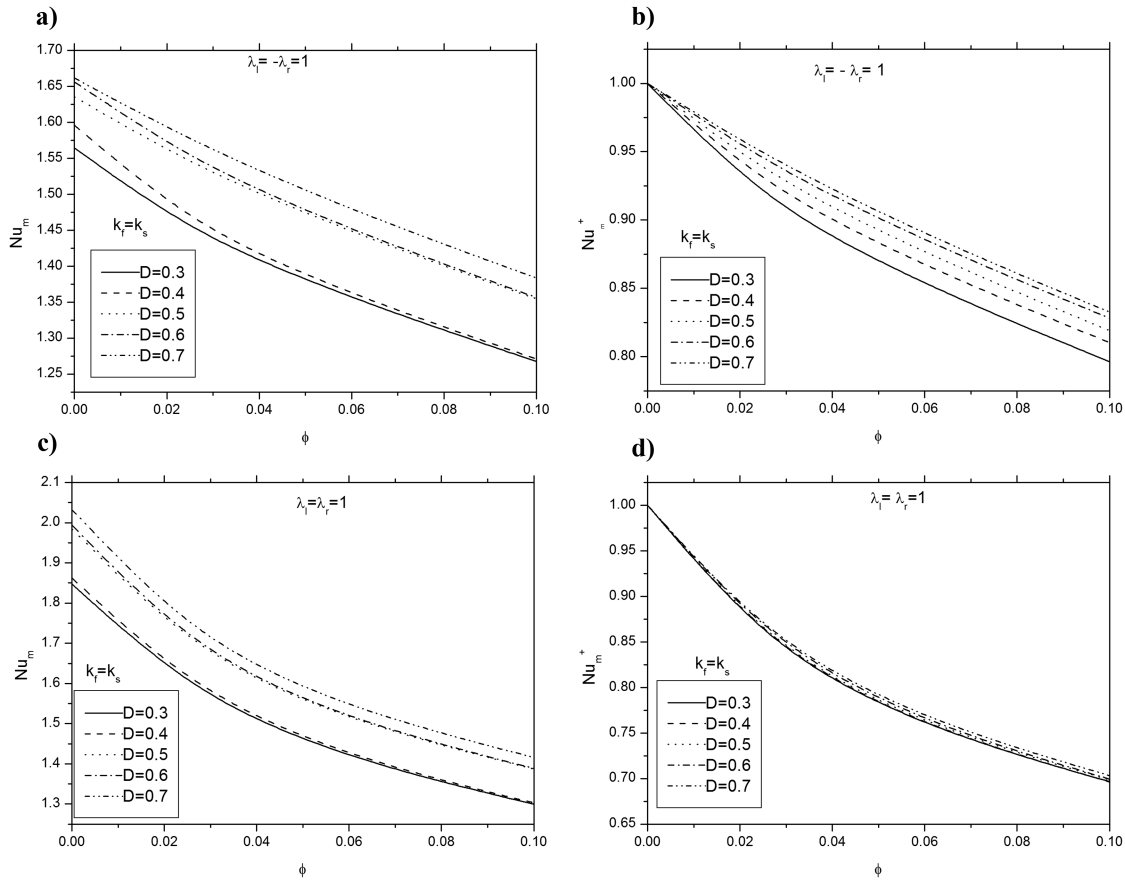 a)
λl= -λr=1
1.70
1.65
1.60
1.55
1.50
1.45
1.40
1.35
1.30
1.25
Num
kf=ks
D=0.3
D=0.4
D=0.5
D=0.6
D=0.7
0.00 0.02 0.04 0.06 0.08 0.10
ϕ
b)
λl= - λr= 1
1.00
0.95
0.90
0.85
0.80
Num+
kf=ks
D=0.3
D=0.4
D=0.5
D=0.6
D=0.7
0.00 0.02 0.04 0.06 0.08 0.10
ϕ
c)
λl=λr=1
2.1
2.0
1.9
1.8
1.7
1.6
1.5
1.4
1.3
Num
kf=ks
D=0.3
D=0.4
D=0.5
D=0.6
D=0.7
0.00 0.02 0.04 0.06 0.08 0.10
ϕ
d)
λl= λr=1
1.00
0.95
0.90
0.85
0.80
0.75
0.70
0.65
Num+
kf=ks
D=0.3
D=0.4
D=0.5
D=0.6
D=0.7
0.00 0.02 0.04 0.06 0.08 0.10
ϕ